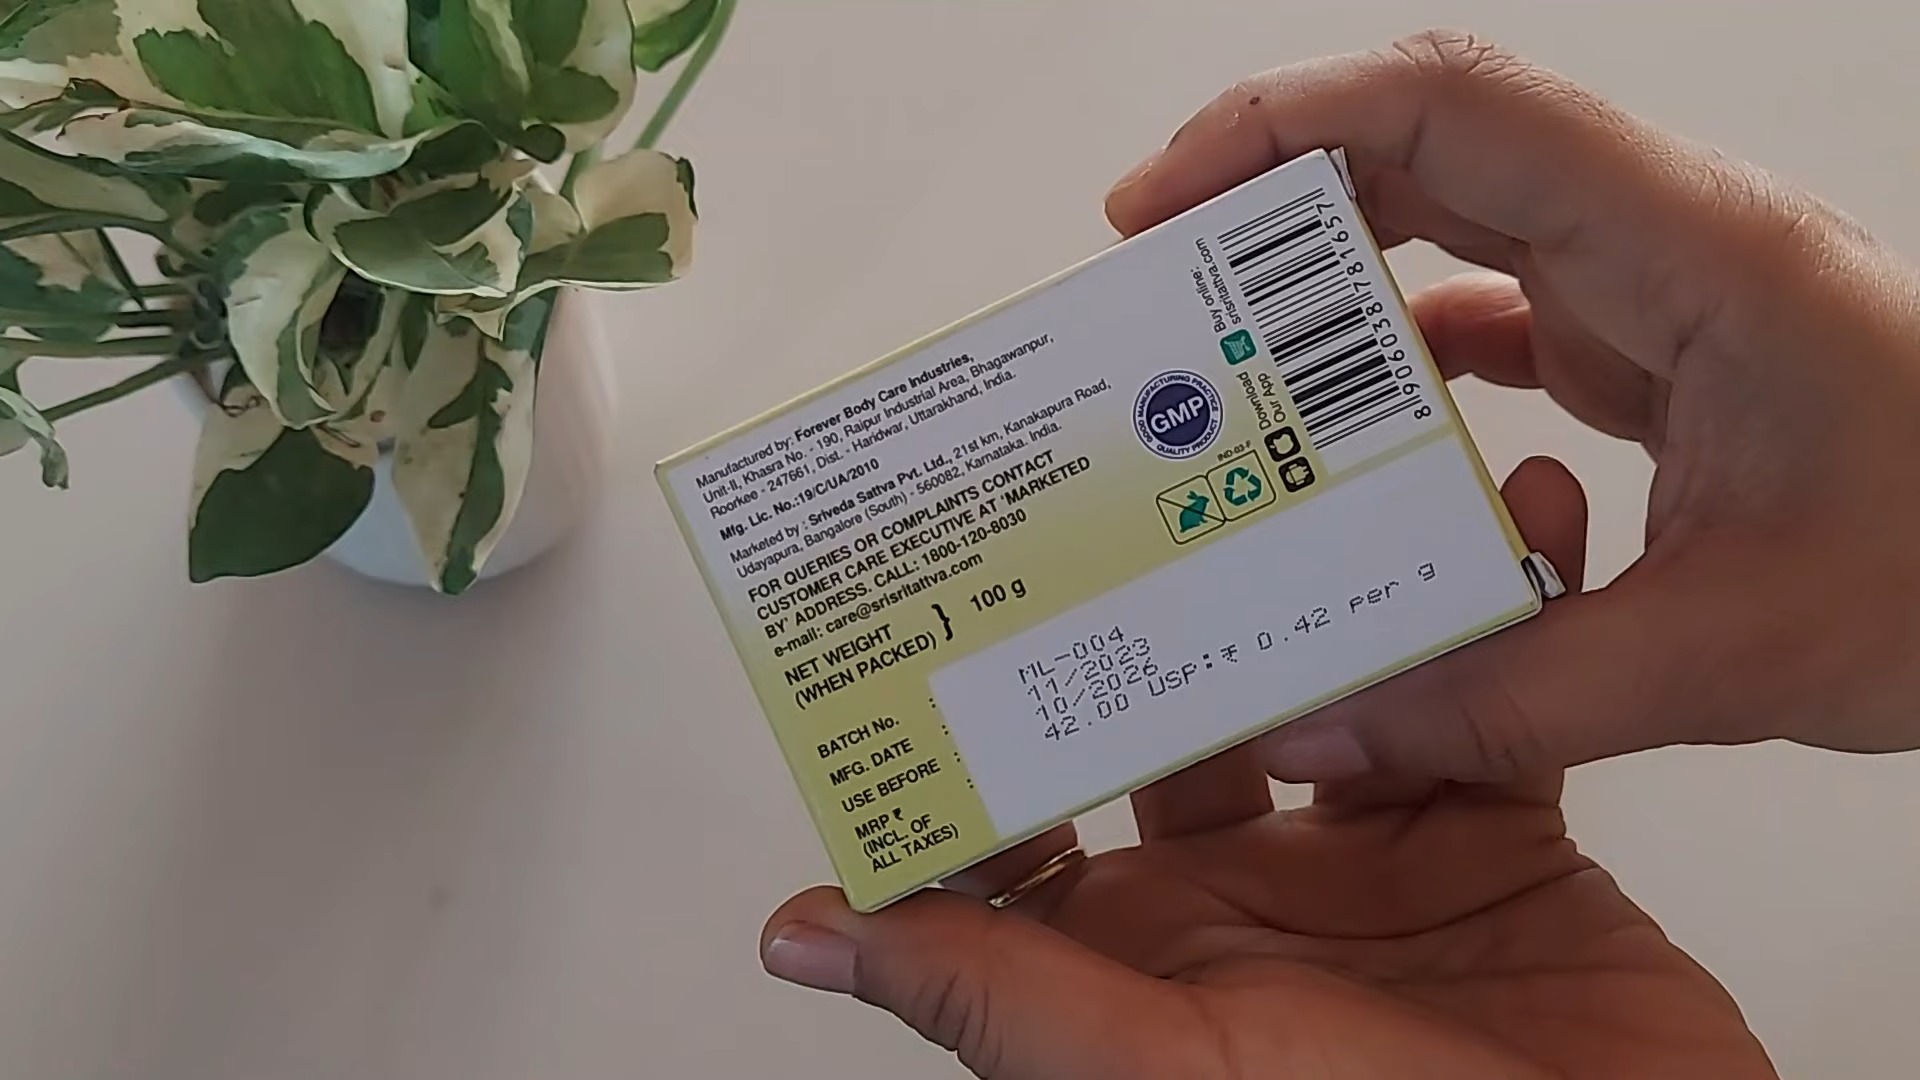 Manufactured by: Forever Body Care Industries,
Unit-II, Khasra No. - 190, Raipur Industrial Area, Bhagawanpur,
Roorkee - 247661, Dist. - Haridwar, Uttarakhand, India.
Mfg. Lic. No.:19/C/UA/2010
Marketed by : Sriveda Sattva Pvt. Ltd., 21st km, Kanakapura Road,
Udayapura, Bangalore (South) - 560082, Karnataka. India.
FOR QUERIES OR COMPLAINTS CONTACT
CUSTOMER CARE EXECUTIVE AT 'MARKETED
BY' ADDRESS. CALL: 1800-120-8030
e-mail: care@srisritattva.com
NET WEIGHT
(WHEN PACKED)
} 100 g
BATCH No. :
MFG. DATE :
USE BEFORE :
MRP ₹ :
(INCL. OF
ALL TAXES)
ML-004
11/2023
10/2026
42.00 USP:₹ 0.42 per g
GOOD MANUFACTURING PRACTICE
GMP
QUALITY PRODUCT
IND-03-F
Download
Our App
Buy online:
srisritattva.com
8906038781657